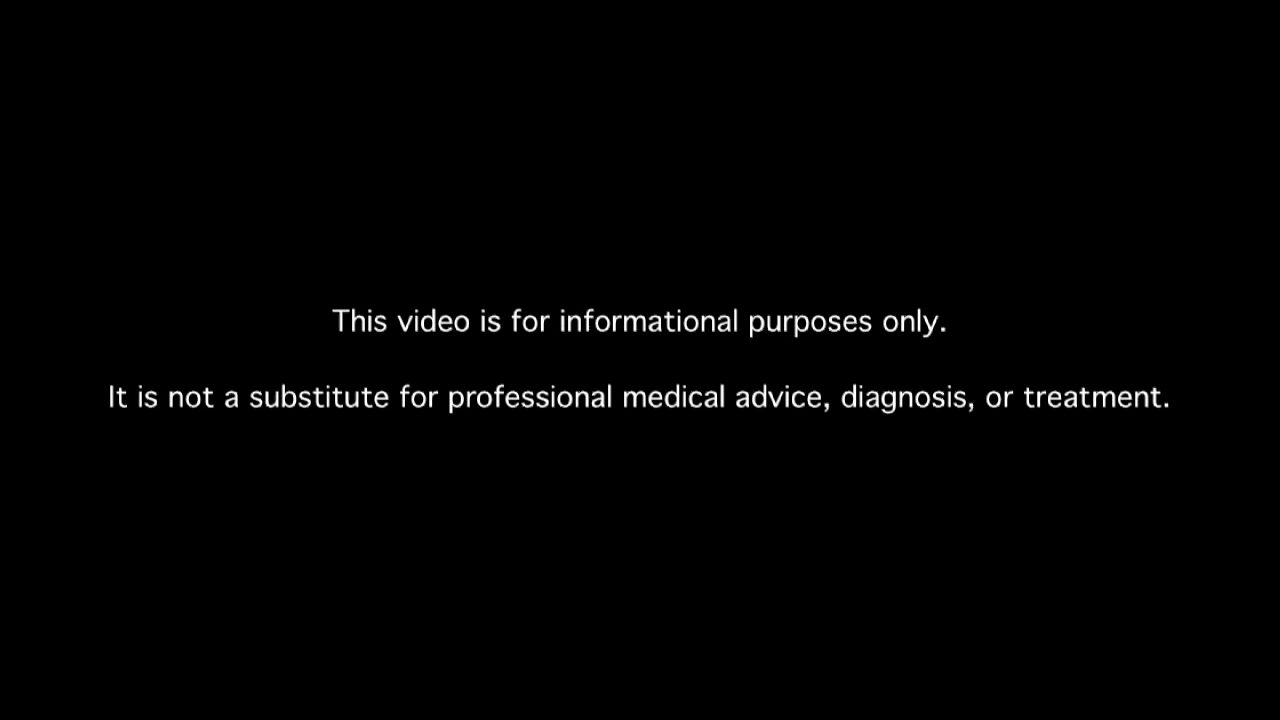 This video is for informational purposes only.
It is not a substitute for professional medical advice, diagnosis, or treatment.